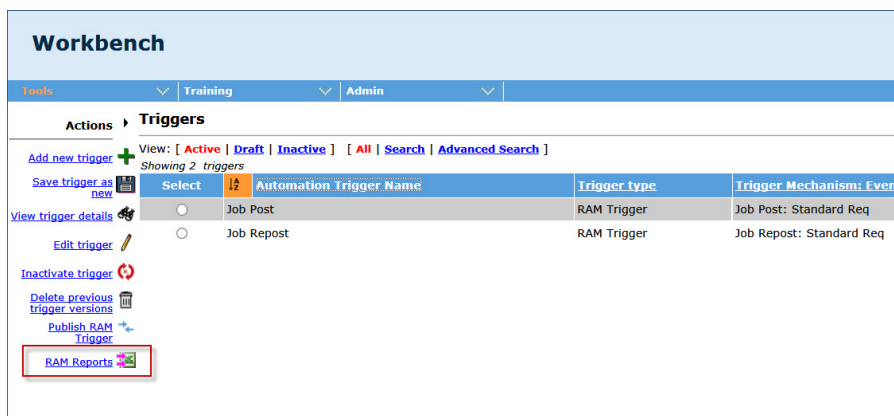 Workbench
Tools Training Admin
Actions
Add new trigger
Save trigger as
new
View trigger details
Edit trigger
Inactivate trigger
Delete previous
trigger versions
Publish RAM
Trigger
RAM Reports
Triggers
View: [ Active | Draft | Inactive ] [ All | Search | Advanced Search ]
Showing 2 triggers
Select Automation Trigger Name Trigger type Trigger Mechanism: Even
Job Post RAM Trigger Job Post: Standard Req
Job Repost RAM Trigger Job Repost: Standard Req